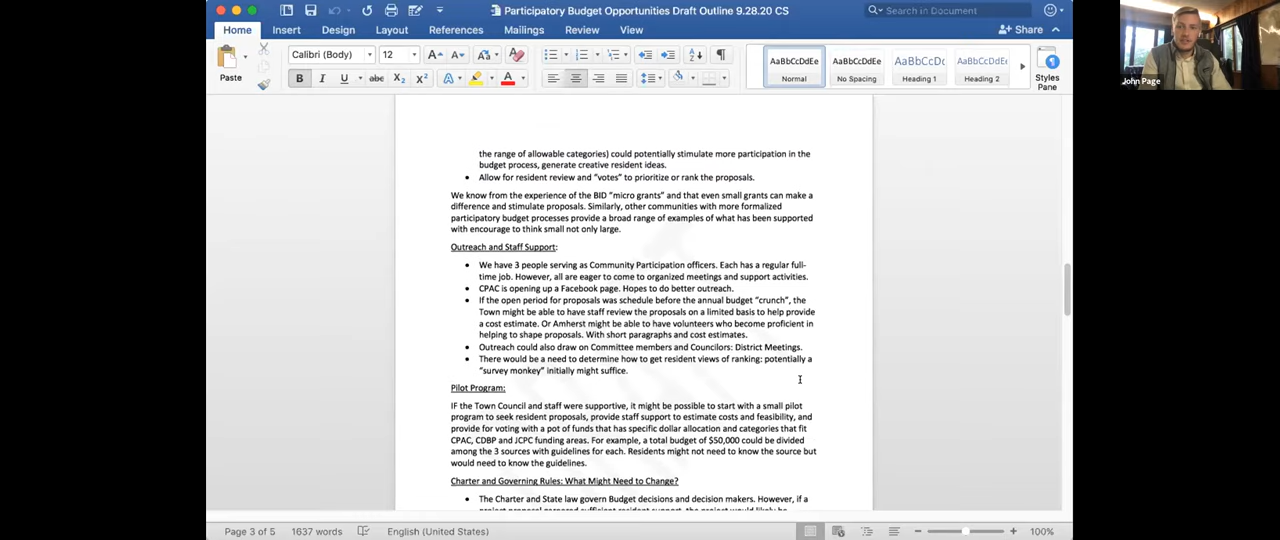 Participatory Budget Opportunities Draft Outline 9.28.20 CS
Search in Document
Home Insert Draw Design Layout References Mailings Review View
Share
Calibri (Body) 12
Paste
AaBbCcDdEe AaBbCcDdEe AaBbCcDc AaBbCcDdEe
Normal No Spacing Heading 1 Heading 2
Styles
Pane
John Page
the range of allowable categories) could potentially stimulate more participation in the
budget process, generate creative resident ideas.
• Allow for resident review and “votes” to prioritize or rank the proposals.
We know from the experience of the BID “micro grants” and that even small grants can make a
difference and stimulate proposals. Similarly, other communities with more formalized
participatory budget processes provide a broad range of examples of what has been supported
with encourage to think small not only large.
Outreach and Staff Support:
• We have 3 people serving as Community Participation officers. Each has a regular full-
time job. However, all are eager to come to organized meetings and support activities.
• CPAC is opening up a Facebook page. Hopes to do better outreach.
• If the open period for proposals was schedule before the annual budget “crunch”, the
Town might be able to have staff review the proposals on a limited basis to help provide
a cost estimate. Or Amherst might be able to have volunteers who become proficient in
helping to shape proposals. With short paragraphs and cost estimates.
• Outreach could also draw on Committee members and Councilors: District Meetings.
• There would be a need to determine how to get resident views of ranking: potentially a
“survey monkey” initially might suffice.
Pilot Program:
IF the Town Council and staff were supportive, it might be possible to start with a small pilot
program to seek resident proposals, provide staff support to estimate costs and feasibility, and
provide for voting with a pot of funds that has specific dollar allocation and categories that fit
CPAC, CDBP and JCPC funding areas. For example, a total budget of $50,000 could be divided
among the 3 sources with guidelines for each. Residents might not need to know the source but
would need to know the guidelines.
Charter and Governing Rules: What Might Need to Change?
• The Charter and State law govern Budget decisions and decision makers. However, if a
Page 3 of 5 1637 words English (United States) 100%